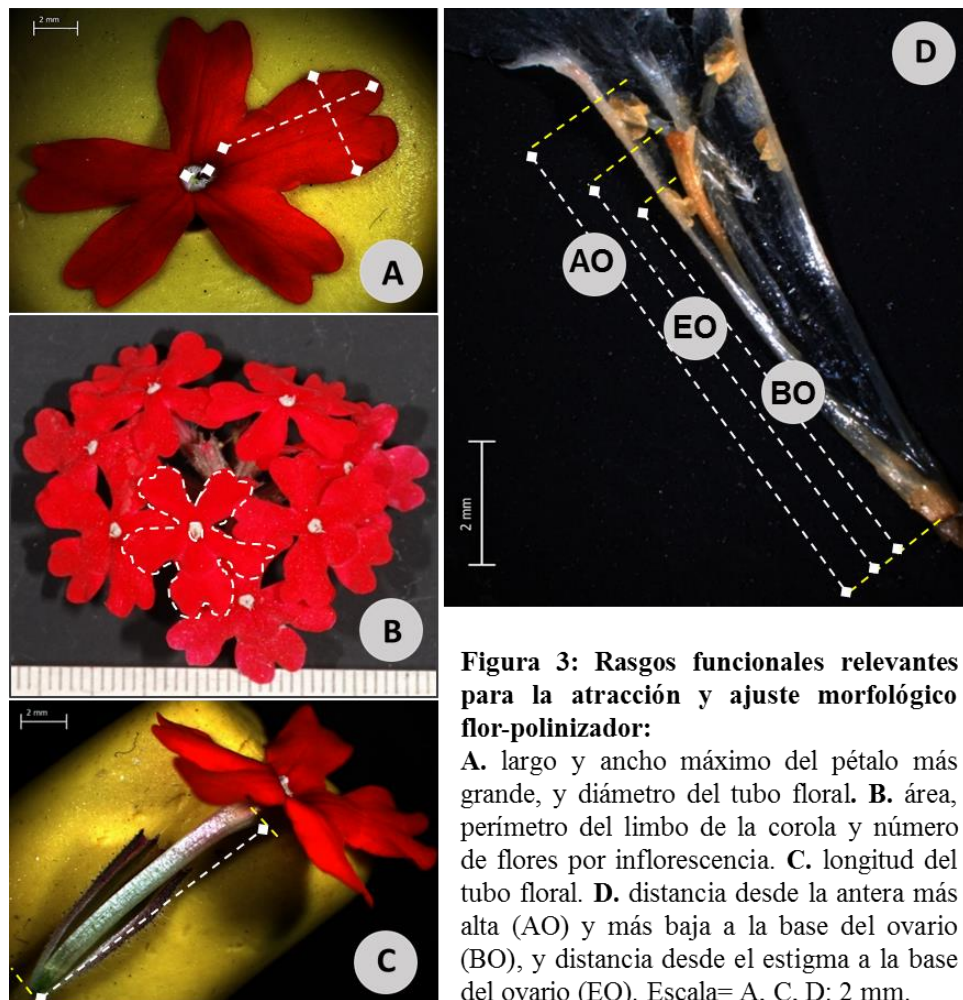 2 mm
A
B
2 mm
C
D
AO
EO
BO
2 mm
Figura 3: Rasgos funcionales relevantes
para la atracción y ajuste morfológico
flor-polinizador:
A. largo y ancho máximo del pétalo más
grande, y diámetro del tubo floral. B. área,
perímetro del limbo de la corola y número
de flores por inflorescencia. C. longitud del
tubo floral. D. distancia desde la antera más
alta (AO) y más baja a la base del ovario
(BO), y distancia desde el estigma a la base
del ovario (EO). Escala= A, C, D: 2 mm.